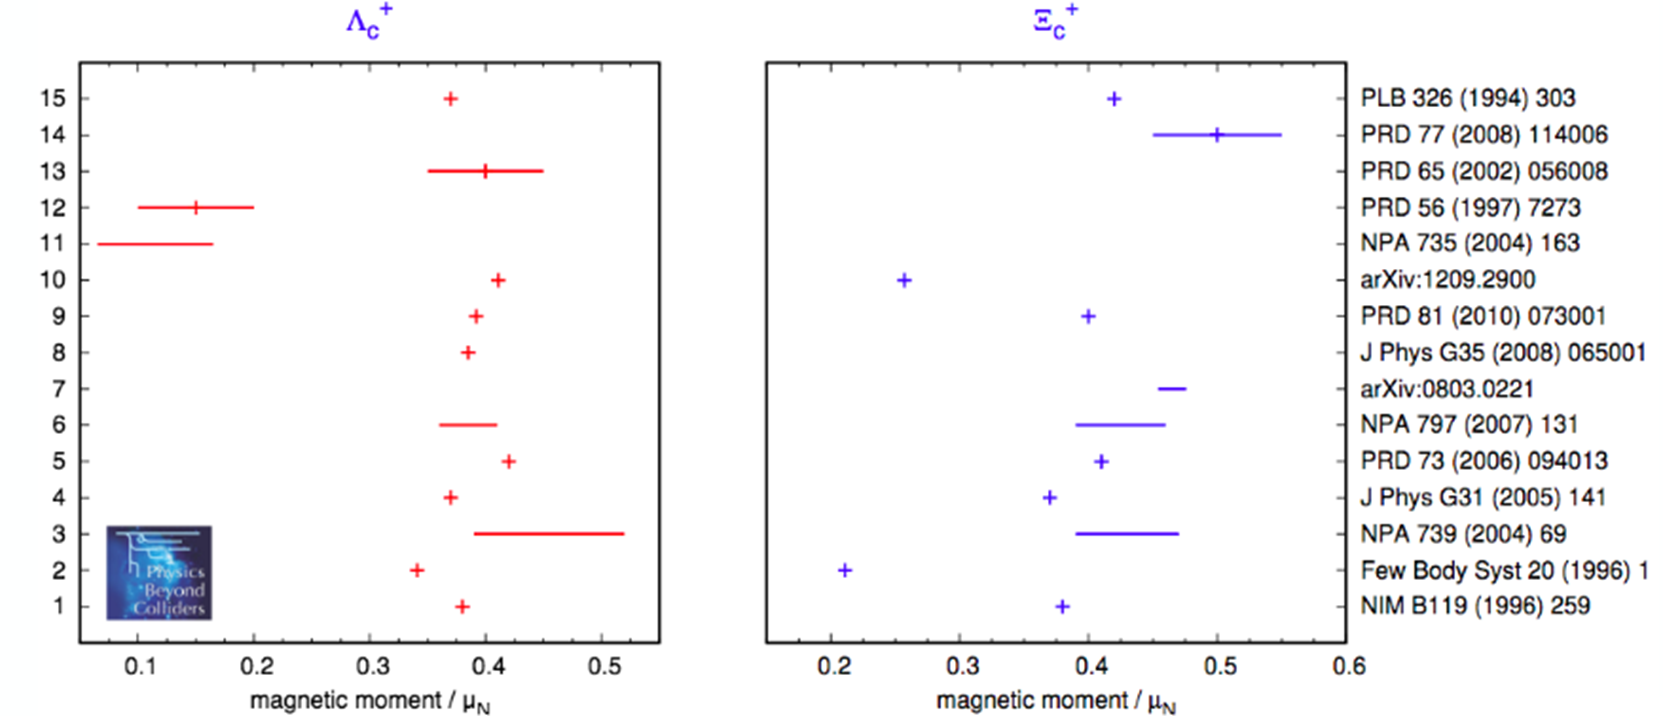 Λc+
Ξc+
15
14
13
12
11
10
9
8
7
6
5
4
3
2
1
Physics
Beyond
Colliders
0.1 0.2 0.3 0.4 0.5
magnetic moment / μN
0.2 0.3 0.4 0.5 0.6
magnetic moment / μN
PLB 326 (1994) 303
PRD 77 (2008) 114006
PRD 65 (2002) 056008
PRD 56 (1997) 7273
NPA 735 (2004) 163
arXiv:1209.2900
PRD 81 (2010) 073001
J Phys G35 (2008) 065001
arXiv:0803.0221
NPA 797 (2007) 131
PRD 73 (2006) 094013
J Phys G31 (2005) 141
NPA 739 (2004) 69
Few Body Syst 20 (1996) 1
NIM B119 (1996) 259